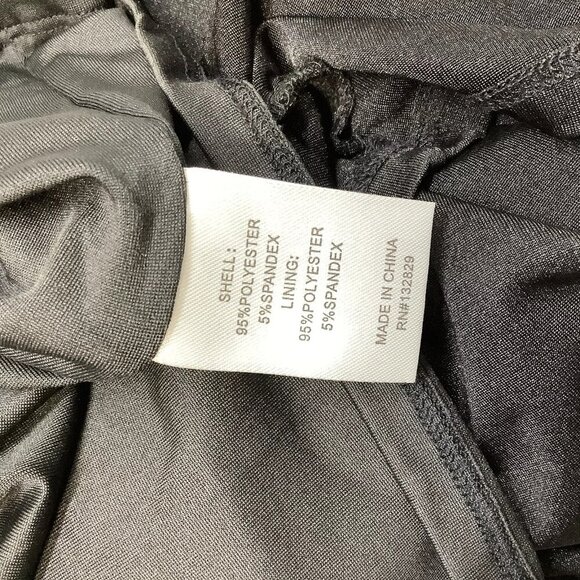 SHELL:
95%POLYESTER
5%SPANDEX
LINING:
95%POLYESTER
5%SPANDEX
MADE IN CHINA
RN#132829